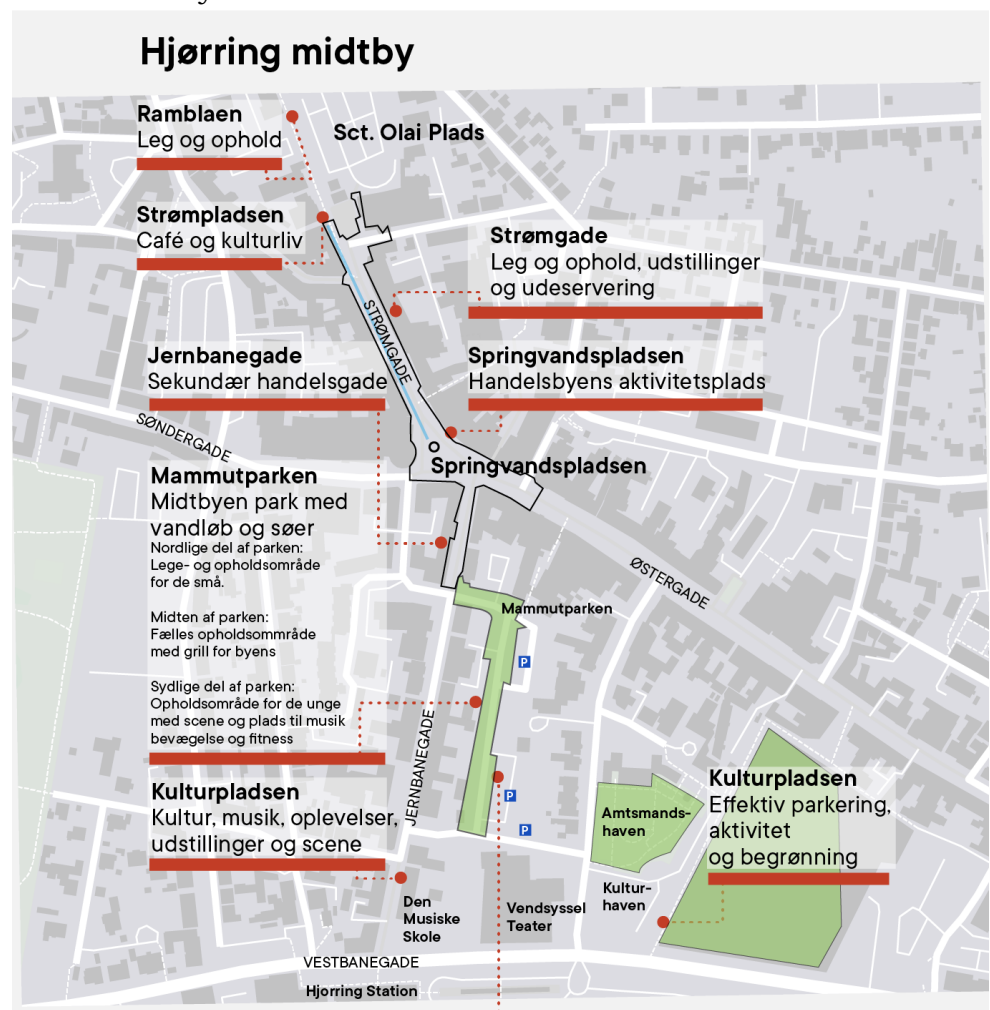 Hjørring midtby
Ramblaen
Leg og ophold
Sct. Olai Plads
Strømpladsen
Café og kulturliv
Strømgade
Leg og ophold, udstillinger
og udeservering
STRØMGADE
Jernbanegade
Sekundær handelsgade
Springvandspladsen
Handelsbyens aktivitetsplads
SØNDERGADE
Springvandspladsen
Mammutparken
Midtbyen park med
vandløb og søer
Nordlige del af parken:
Lege- og opholdsområde
for de små.
Midten af parken:
Fælles opholdsommråde
med grill for byens
Sydlige del af parken:
Opholdsområde for de unge
med scene og plads til musik
bevægelse og fitness
ØSTERGADE
Mammutparken
P
JERNBANEGADE
Kulturpladsen
Kultur, musik, oplevelser,
udstillinger og scene
P
P
Amtsmands-
haven
Kulturpladsen
Effektiv parkering,
aktivitet
og begrønning
Kultur-
haven
Den
Musiske
Skole
Vendsyssel
Teater
VESTBANEGADE
Hjorring Station